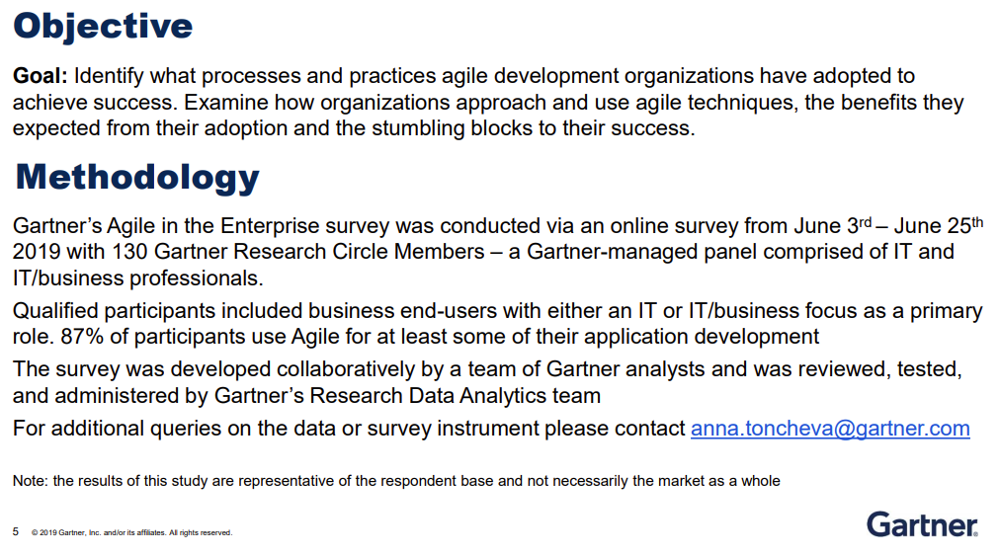 Objective
Goal: Identify what processes and practices agile development organizations have adopted to
achieve success. Examine how organizations approach and use agile techniques, the benefits they
expected from their adoption and the stumbling blocks to their success.
Methodology
Gartner’s Agile in the Enterprise survey was conducted via an online survey from June 3rd – June 25th
2019 with 130 Gartner Research Circle Members – a Gartner-managed panel comprised of IT and
IT/business professionals.
Qualified participants included business end-users with either an IT or IT/business focus as a primary
role. 87% of participants use Agile for at least some of their application development
The survey was developed collaboratively by a team of Gartner analysts and was reviewed, tested,
and administered by Gartner’s Research Data Analytics team
For additional queries on the data or survey instrument please contact anna.toncheva@gartner.com
Note: the results of this study are representative of the respondent base and not necessarily the market as a whole
5 © 2019 Gartner, Inc. and/or its affiliates. All rights reserved.
Gartner®